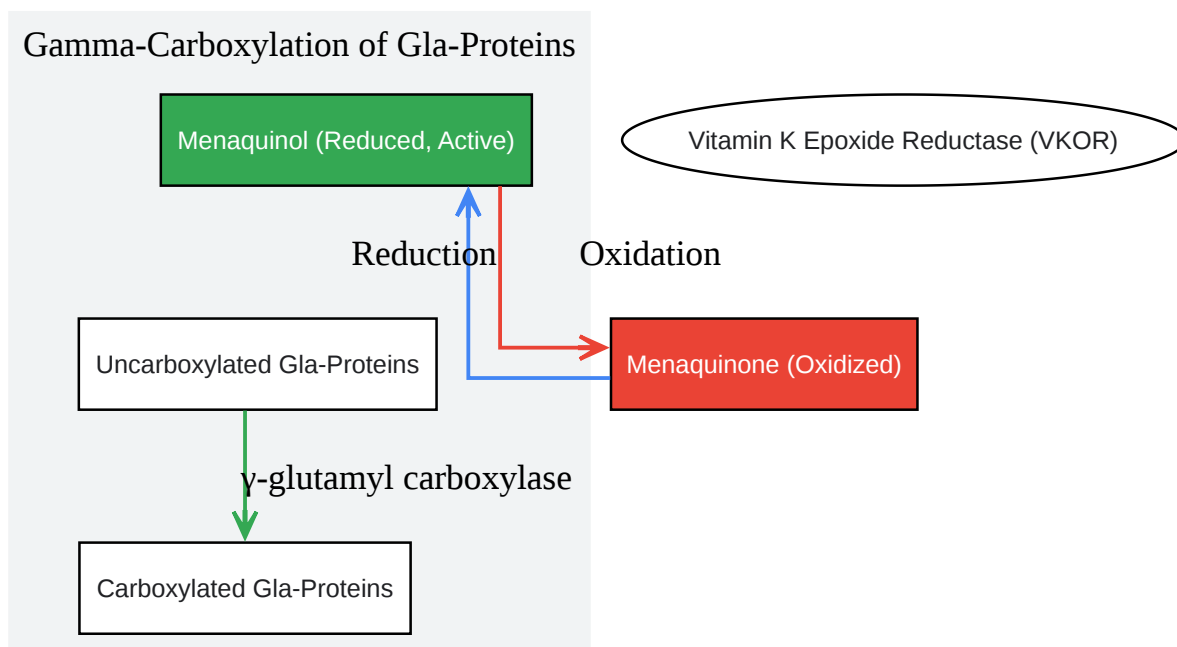 Gamma-Carboxylation of Gla-Proteins
Menaquinol (Reduced, Active)
Vitamin K Epoxide Reductase (VKOR)
Reduction
Oxidation
Uncarboxylated Gla-Proteins
Menaquinone (Oxidized)
γ-glutamyl carboxylase
Carboxylated Gla-Proteins